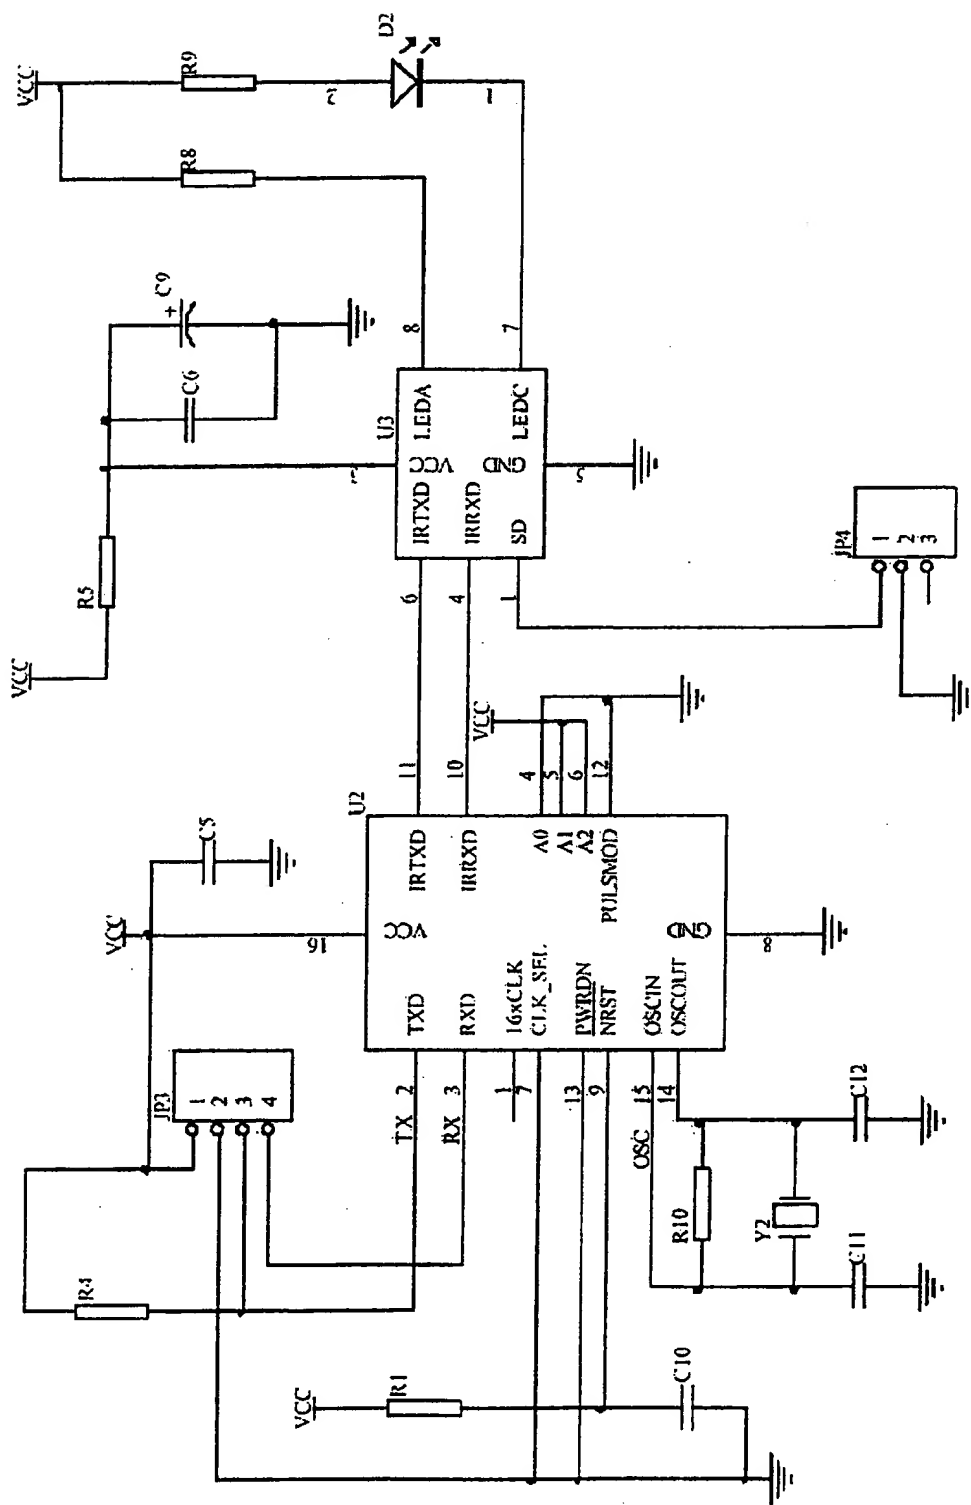 VCC
R9
2
D2
1
R8
C9
+
C6
8
7
U3
LEDA
LEDC
VCC
GND
IRTXD
IRRXD
SD
5
R5
VCC
6
4
1
JP4
1
2
3
VCC
11
10
4
5
6
12
U2
C5
VCC
16
IRTXD
IRRXD
A0
A1
A2
PULSMOD
VCC
GND
8
TXD
RXD
16xCLK
CLK_SEL
PWRDN
NRST
OSCIN
OSCOUT
JP3
1
2
3
4
TX
2
RX
3
1
7
13
9
15
14
OSC
C12
R10
Y2
C11
R4
VCC
R1
C10